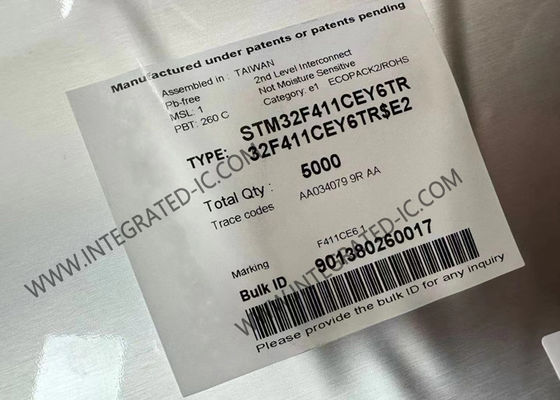 Manufactured under patents or patents pending
Assembled in : TAIWAN
Pb-free
2nd Level Interconnect
MSL: 1
Not Moisture Sensitive
PBT: 260 C
Category: e1 ECOPACK2/ROHS
TYPE: STM32F411CEY6TR
32F411CEY6TR$E2
Total Qty : 5000
Trace codes AA034079 9R AA
Marking F411CE6 1
Bulk ID 901380260017
Please provide the bulk ID for any inquiry
WWW.INTEGRATED-IC.COM
WWW.INTEGRATED-IC.COM